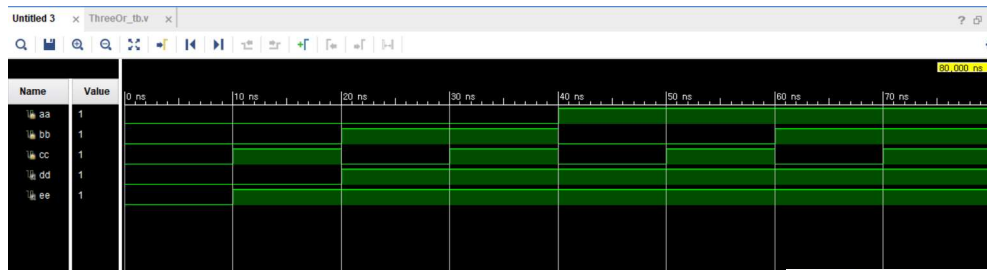 Untitled 3 × ThreeOr_tb.v × ?
80,000 ns
Name Value 0 ns 10 ns 20 ns 30 ns 40 ns 50 ns 60 ns 70 ns
aa 1
bb 1
cc 1
dd 1
ee 1